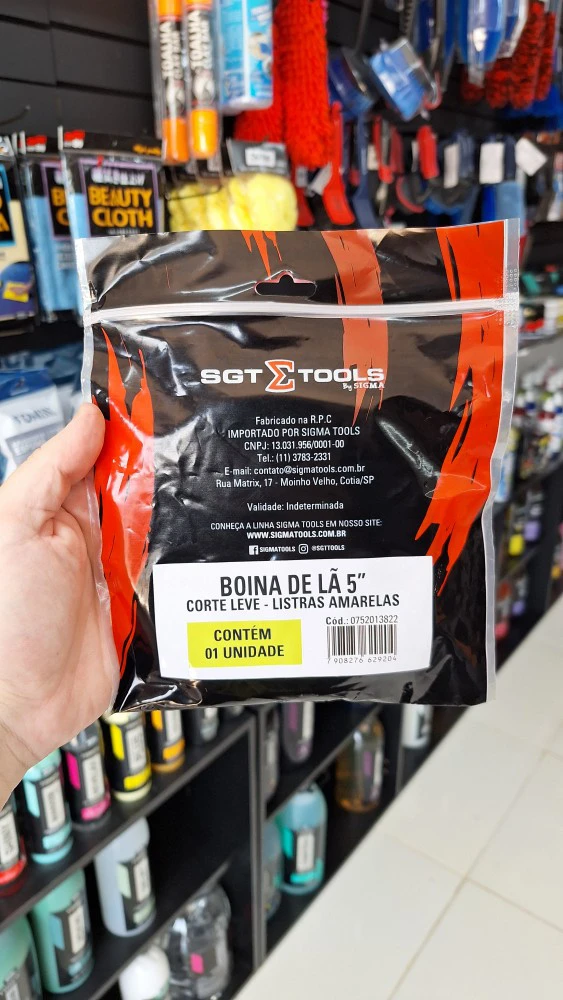 BEAUTY
CLOTH
SGT Σ TOOLS
By SIGMA
Fabricado na R.P.C
IMPORTADO POR SIGMA TOOLS
CNPJ: 13.031.956/0001-00
Tel.: (11) 3783-2331
E-mail: contato@sigmatools.com.br
Rua Matrix, 17 - Moinho Velho, Cotia/SP
Validade: Indeterminada
CONHEÇA A LINHA SIGMA TOOLS EM NOSSO SITE:
WWW.SIGMATOOLS.COM.BR
SIGMATOOLS @SGTTOOLS
BOINA DE LÃ 5”
CORTE LEVE - LISTRAS AMARELAS
CONTÉM
01 UNIDADE
Cód.: 0752013822
7 908276 629204